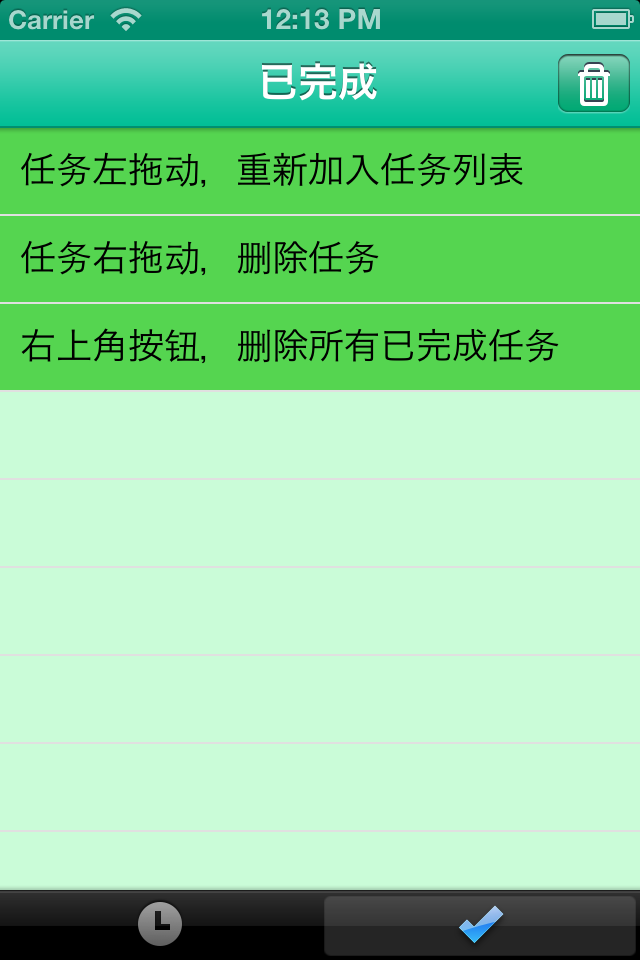 Carrier 12:13 PM
已完成
任务左拖动，重新加入任务列表
任务右拖动，删除任务
右上角按钮，删除所有已完成任务